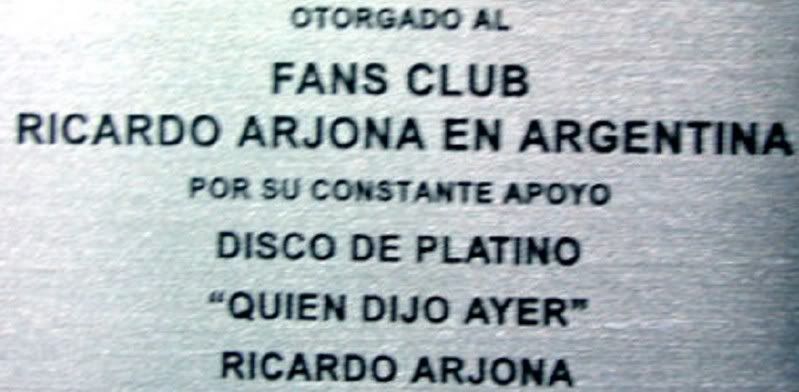 OTORGADO AL
FANS CLUB
RICARDO ARJONA EN ARGENTINA
POR SU CONSTANTE APOYO
DISCO DE PLATINO
“QUIEN DIJO AYER”
RICARDO ARJONA